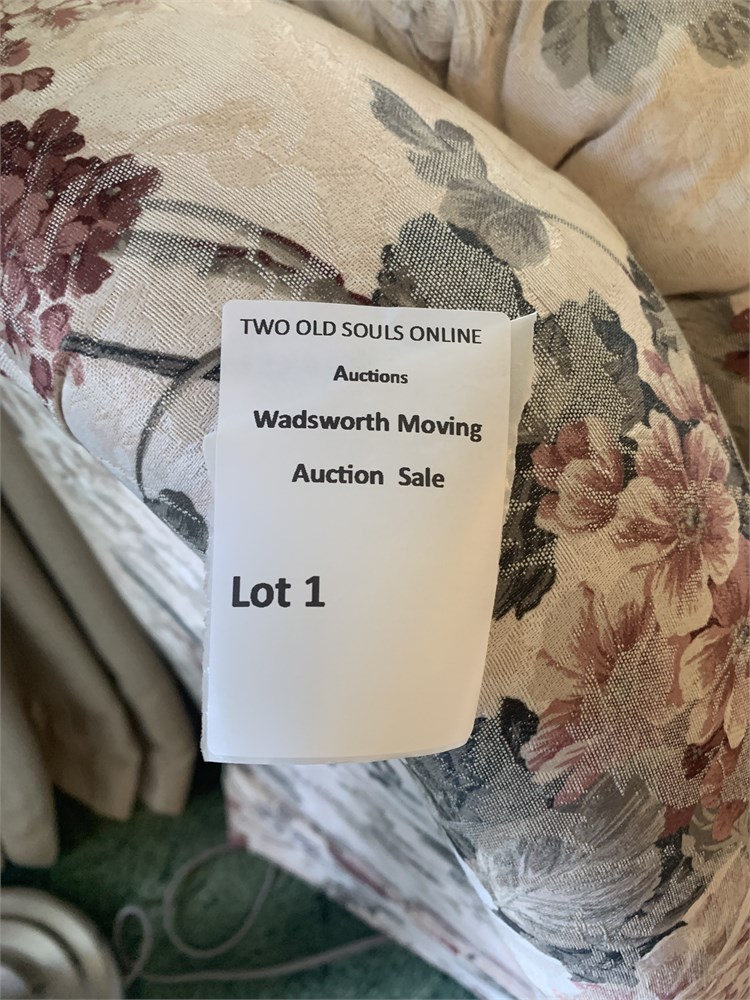 TWO OLD SOULS ONLINE
Auctions
Wadsworth Moving
Auction Sale
Lot 1